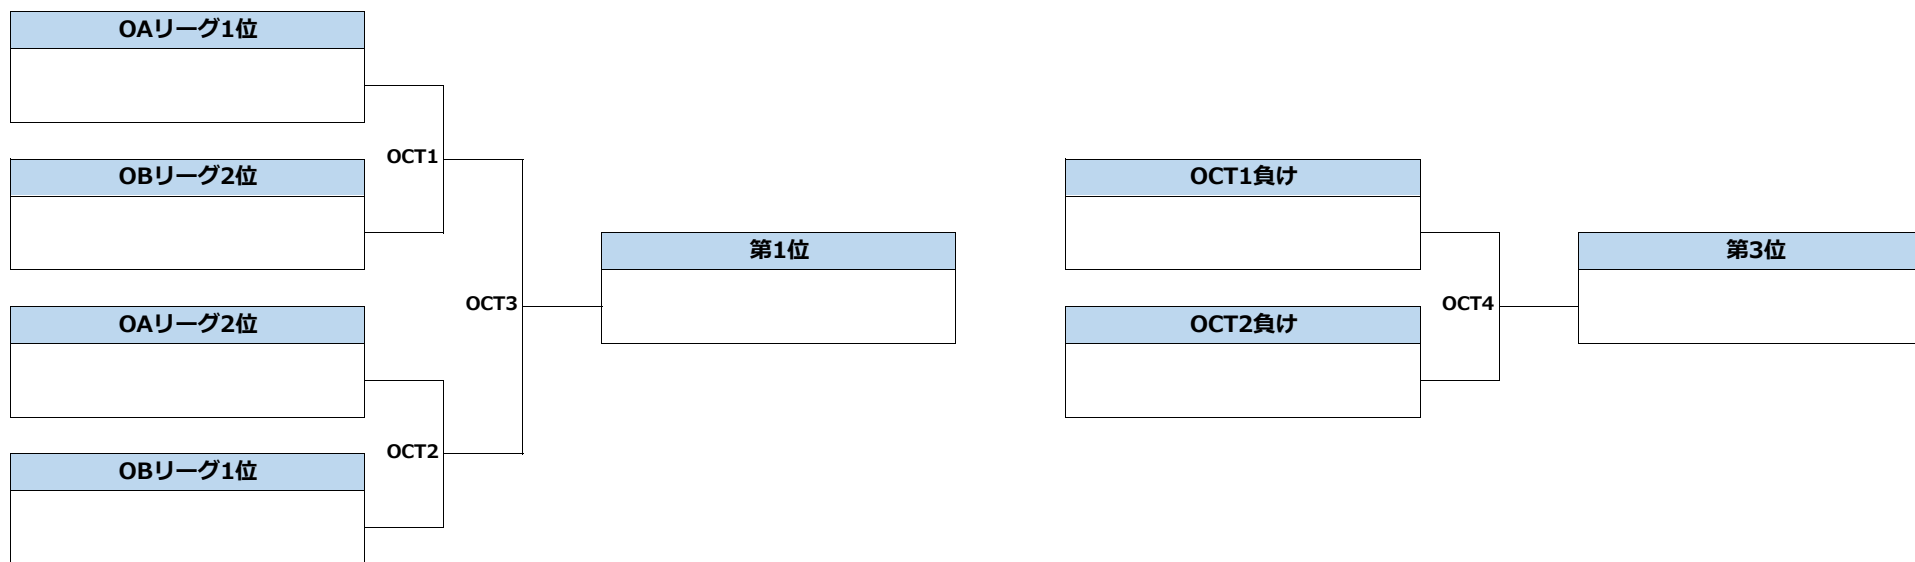 OAリーグ1位
OCT1
OBリーグ2位
第1位
OCT3
OAリーグ2位
OCT2
OBリーグ1位
OCT1負け
第3位
OCT4
OCT2負け